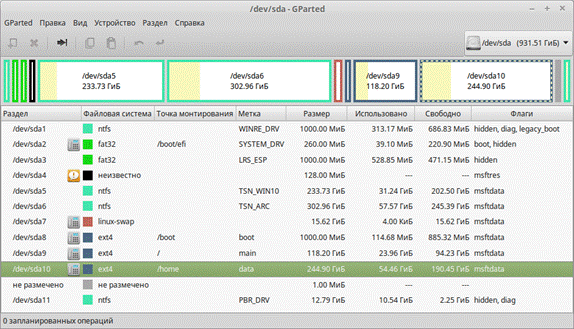 /dev/sda - GParted
GParted Правка Вид Устройство Раздел Справка
/dev/sda (931.51 ГиБ)
/dev/sda5 /dev/sda6 /dev/sda9 /dev/sda10
233.73 ГиБ 302.96 ГиБ 118.20 ГиБ 244.90 ГиБ
Раздел Файловая система Точка монтирования Метка Размер Использовано Свободно Флаги
/dev/sda1 ntfs WINRE_DRV 1000.00 МиБ 313.17 МиБ 686.83 МиБ hidden, diag, legacy_boot
/dev/sda2 fat32 /boot/efi SYSTEM_DRV 260.00 МиБ 39.10 МиБ 220.90 МиБ boot, hidden
/dev/sda3 fat32 LRS_ESP 1000.00 МиБ 528.85 МиБ 471.15 МиБ hidden
/dev/sda4 неизвестно 128.00 МиБ --- --- msftres
/dev/sda5 ntfs TSN_WIN10 233.73 ГиБ 31.24 ГиБ 202.50 ГиБ msftdata
/dev/sda6 ntfs TSN_ARC 302.96 ГиБ 57.57 ГиБ 245.39 ГиБ msftdata
/dev/sda7 linux-swap 15.62 ГиБ 4.00 КиБ 15.62 ГиБ msftdata
/dev/sda8 ext4 /boot boot 1000.00 МиБ 114.68 МиБ 885.32 МиБ msftdata
/dev/sda9 ext4 / main 118.20 ГиБ 23.96 ГиБ 94.23 ГиБ msftdata
/dev/sda10 ext4 /home data 244.90 ГиБ 54.46 ГиБ 190.45 ГиБ msftdata
не размечено не размечено 1.00 МиБ --- ---
/dev/sda11 ntfs PBR_DRV 12.79 ГиБ 10.54 ГиБ 2.25 ГиБ hidden, diag
0 запланированных операций